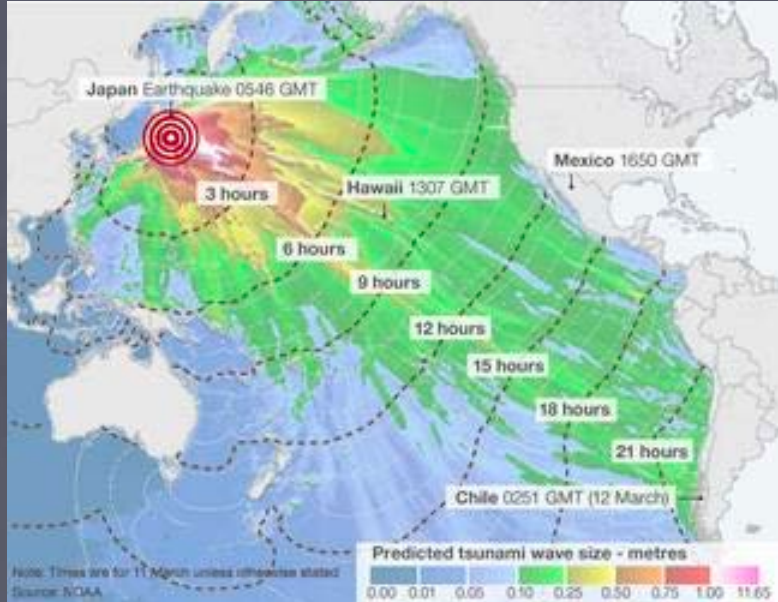 Japan Earthquake 0546 GMT
Mexico 1650 GMT
Hawaii 1307 GMT
3 hours
6 hours
9 hours
12 hours
15 hours
18 hours
21 hours
Chile 0251 GMT (12 March)
Predicted tsunami wave size - metres
0.00 0.01 0.05 0.10 0.25 0.50 0.75 1.00 11.65
Note: Times are for 11 March unless otherwise stated
Source: NOAA